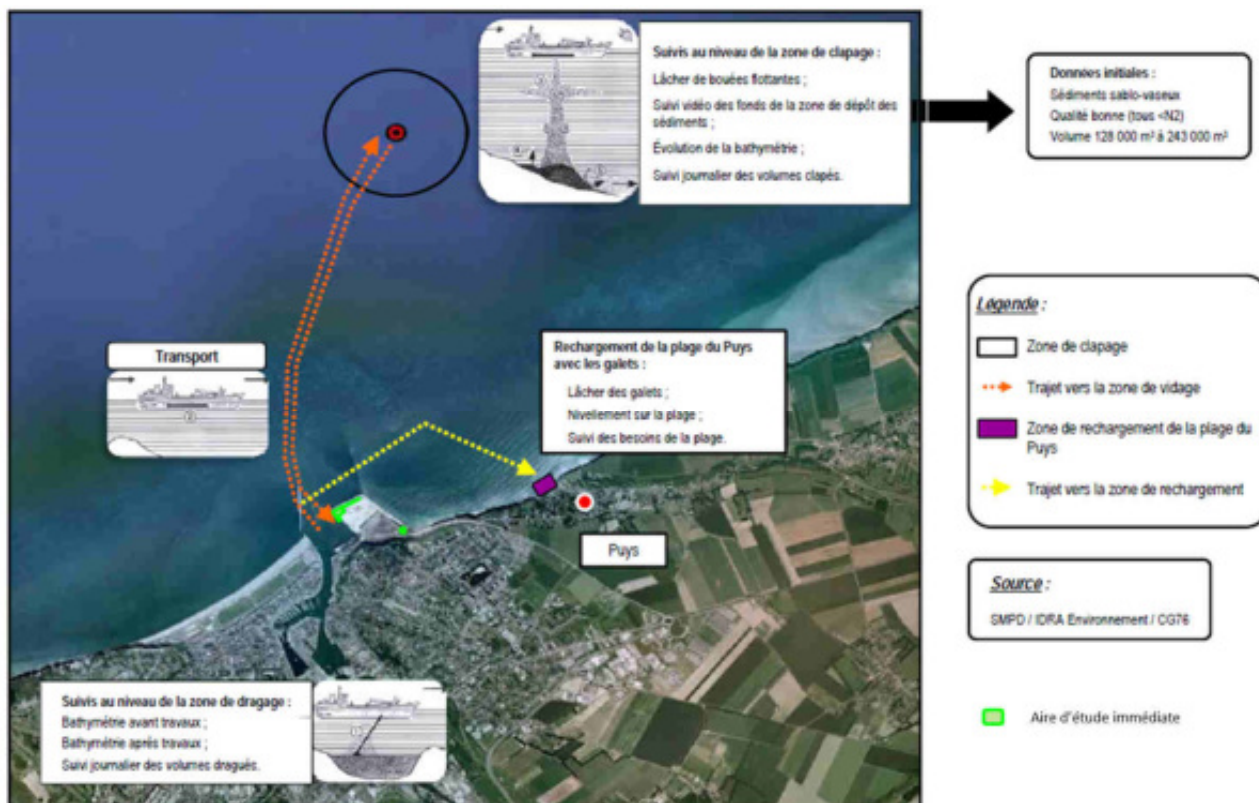 Suivis au niveau de la zone de clapage :
Lâcher de bouées flottantes ;
Suivi vidéo des fonds de la zone de dépôt des
sédiments ;
Évolution de la bathymétrie ;
Suivi journalier des volumes clapés.
Données initiales :
Sédiments sablo-vaseux
Qualité bonne (tous <N2)
Volume 128 000 m³ à 243 000 m³
Transport
Rechargement de la plage du Puys
avec les galets :
Lâcher des galets ;
Nivellement sur la plage ;
Suivi des besoins de la plage.
Puys
Légende :
Zone de clapage
Trajet vers la zone de vidage
Zone de rechargement de la plage du
Puys
Trajet vers la zone de rechargement
Source :
SMPD / IDRA Environnement / CG76
Aire d'étude immédiate
Suivis au niveau de la zone de dragage :
Bathymétrie avant travaux ;
Bathymétrie après travaux ;
Suivi journalier des volumes dragués.